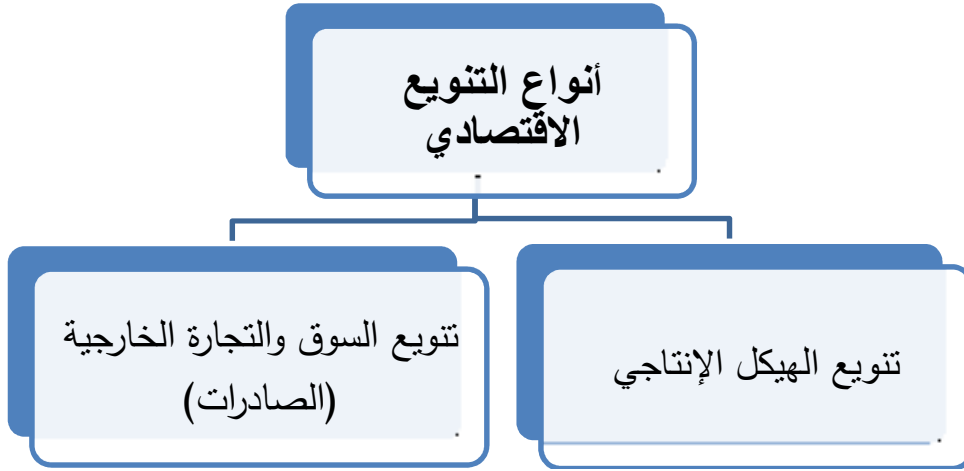 أنواع التنويع
الاقتصادي
تنويع الهيكل الإنتاجي
تنويع السوق والتجارة الخارجية
(الصادرات)